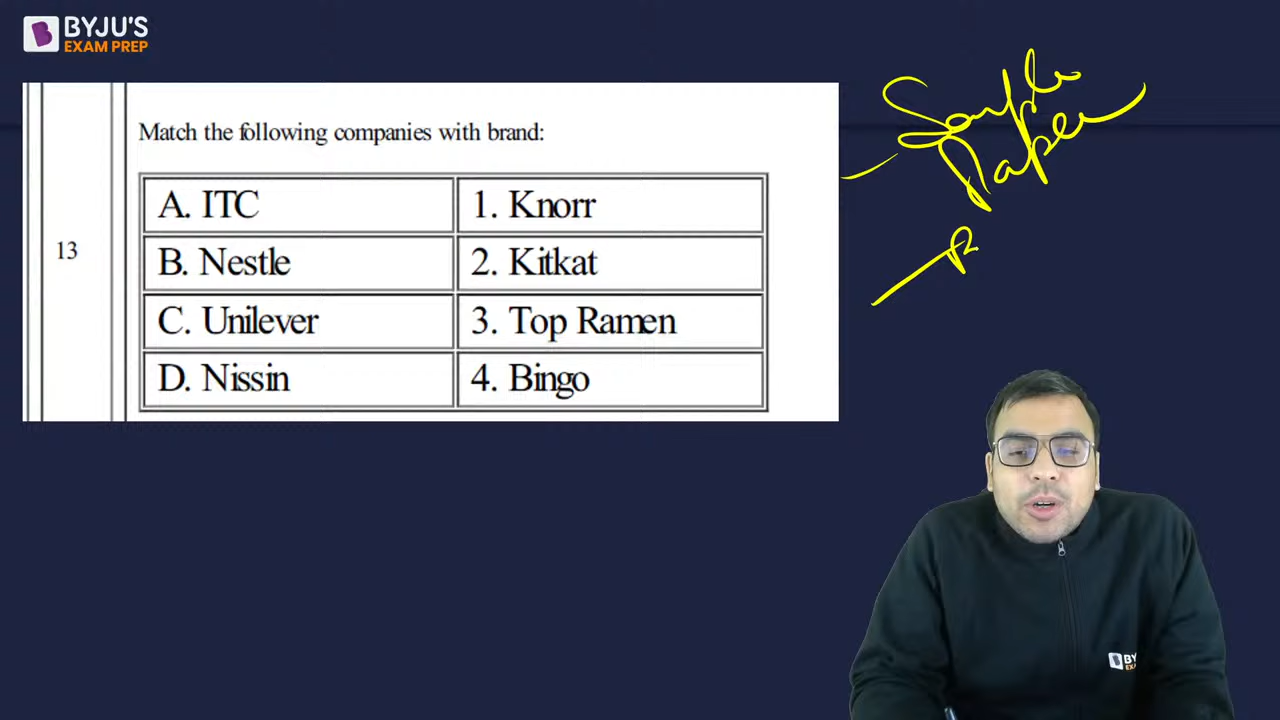 BYJU'S
EXAM PREP
Match the following companies with brand:
13
A. ITC 1. Knorr
B. Nestle 2. Kitkat
C. Unilever 3. Top Ramen
D. Nissin 4. Bingo
Sample
Paper